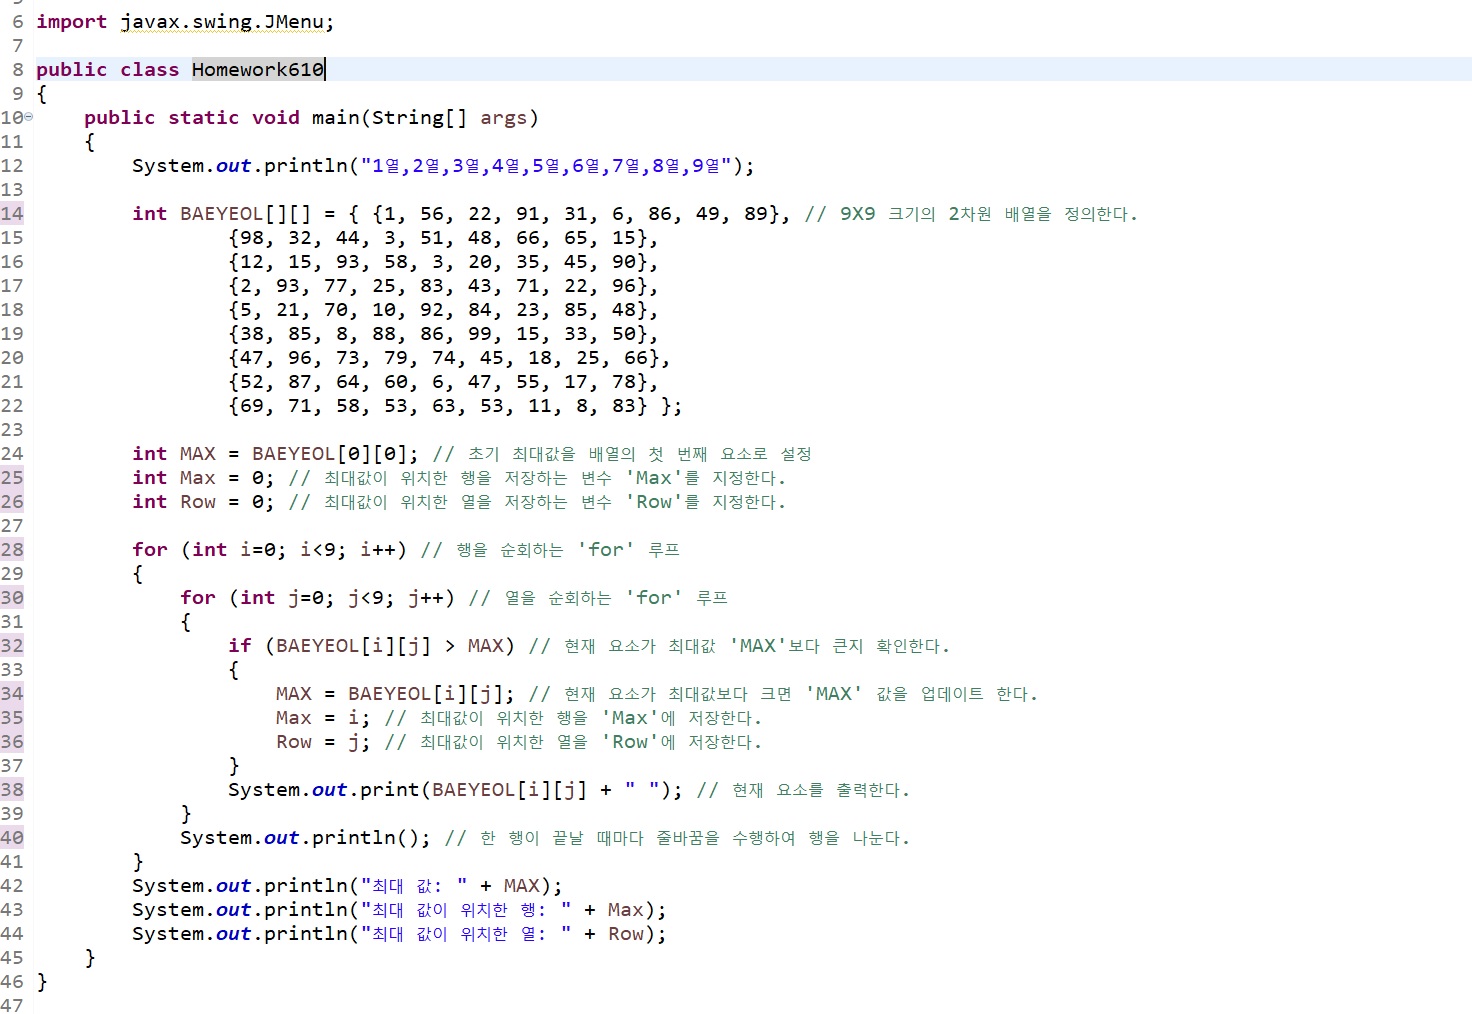 6 import javax.swing.JMenu;
7
8 public class Homework610
9 {
10 public static void main(String[] args)
11 {
12 System.out.println("1열,2열,3열,4열,5열,6열,7열,8열,9열");
13
14 int BAEYEOL[][] = { {1, 56, 22, 91, 31, 6, 86, 49, 89}, // 9X9 크기의 2차원 배열을 정의한다.
15 {98, 32, 44, 3, 51, 48, 66, 65, 15},
16 {12, 15, 93, 58, 3, 20, 35, 45, 90},
17 {2, 93, 77, 25, 83, 43, 71, 22, 96},
18 {5, 21, 70, 10, 92, 84, 23, 85, 48},
19 {38, 85, 8, 88, 86, 99, 15, 33, 50},
20 {47, 96, 73, 79, 74, 45, 18, 25, 66},
21 {52, 87, 64, 60, 6, 47, 55, 17, 78},
22 {69, 71, 58, 53, 63, 53, 11, 8, 83} };
23
24 int MAX = BAEYEOL[0][0]; // 초기 최대값을 배열의 첫 번째 요소로 설정
25 int Max = 0; // 최대값이 위치한 행을 저장하는 변수 'Max'를 지정한다.
26 int Row = 0; // 최대값이 위치한 열을 저장하는 변수 'Row'를 지정한다.
27
28 for (int i=0; i<9; i++) // 행을 순회하는 'for' 루프
29 {
30 for (int j=0; j<9; j++) // 열을 순회하는 'for' 루프
31 {
32 if (BAEYEOL[i][j] > MAX) // 현재 요소가 최대값 'MAX'보다 큰지 확인한다.
33 {
34 MAX = BAEYEOL[i][j]; // 현재 요소가 최대값보다 크면 'MAX' 값을 업데이트 한다.
35 Max = i; // 최대값이 위치한 행을 'Max'에 저장한다.
36 Row = j; // 최대값이 위치한 열을 'Row'에 저장한다.
37 }
38 System.out.print(BAEYEOL[i][j] + " "); // 현재 요소를 출력한다.
39 }
40 System.out.println(); // 한 행이 끝날 때마다 줄바꿈을 수행하여 행을 나눈다.
41 }
42 System.out.println("최대 값: " + MAX);
43 System.out.println("최대 값이 위치한 행: " + Max);
44 System.out.println("최대 값이 위치한 열: " + Row);
45 }
46 }
47